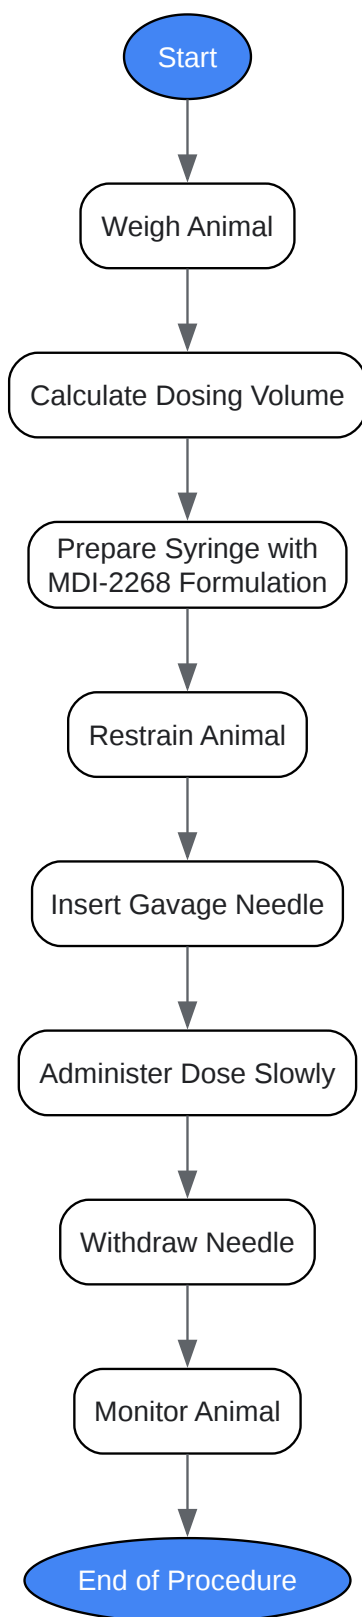 Start
Weigh Animal
Calculate Dosing Volume
Prepare Syringe with
MDI-2268 Formulation
Restrain Animal
Insert Gavage Needle
Administer Dose Slowly
Withdraw Needle
Monitor Animal
End of Procedure